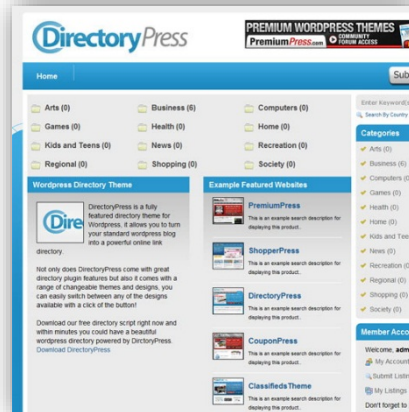 DirectoryPress
PREMIUM WORDPRESS THEMES
PremiumPress.com COMMUNITY FORUM ACCESS
Home
Sub
Arts (0)
Business (6)
Computers (0)
Games (0)
Health (0)
Home (0)
Kids and Teens (0)
News (0)
Recreation (0)
Regional (0)
Shopping (0)
Society (0)
Wordpress Directory Theme
Dire
DirectoryPress is a fully
featured directory theme for
Wordpress, it allows you to turn
your standard wordpress blog
into a powerful online link
directory.
Not only does DirectoryPress come with great
directory plugin features but also it comes with a
range of changeable themes and designs, you
can easily switch between any of the designs
available with a click of the button!
Download our free directory script right now and
within minutes you could have a beautiful
wordpress directory powered by DirctoryPress.
Download DirectoryPress
Example Featured Websites
PremiumPress
This is an example search description for
displaying this product..
ShopperPress
This is an example search description for
displaying this product..
DirectoryPress
This is an example search description for
displaying this product..
CouponPress
This is an example search description for
displaying this product..
ClassifiedsTheme
This is an example search description for
displaying this product..
Enter Keyword(s
Search By Country
Categories
Arts (0)
Business (6)
Computers (0
Games (0)
Health (0)
Home (0)
Kids and Tee
News (0)
Recreation (0
Regional (0)
Shopping (0)
Society (0)
Member Acco
Welcome, adm
My Account
Submit Listin
My Listings
Don't forget to